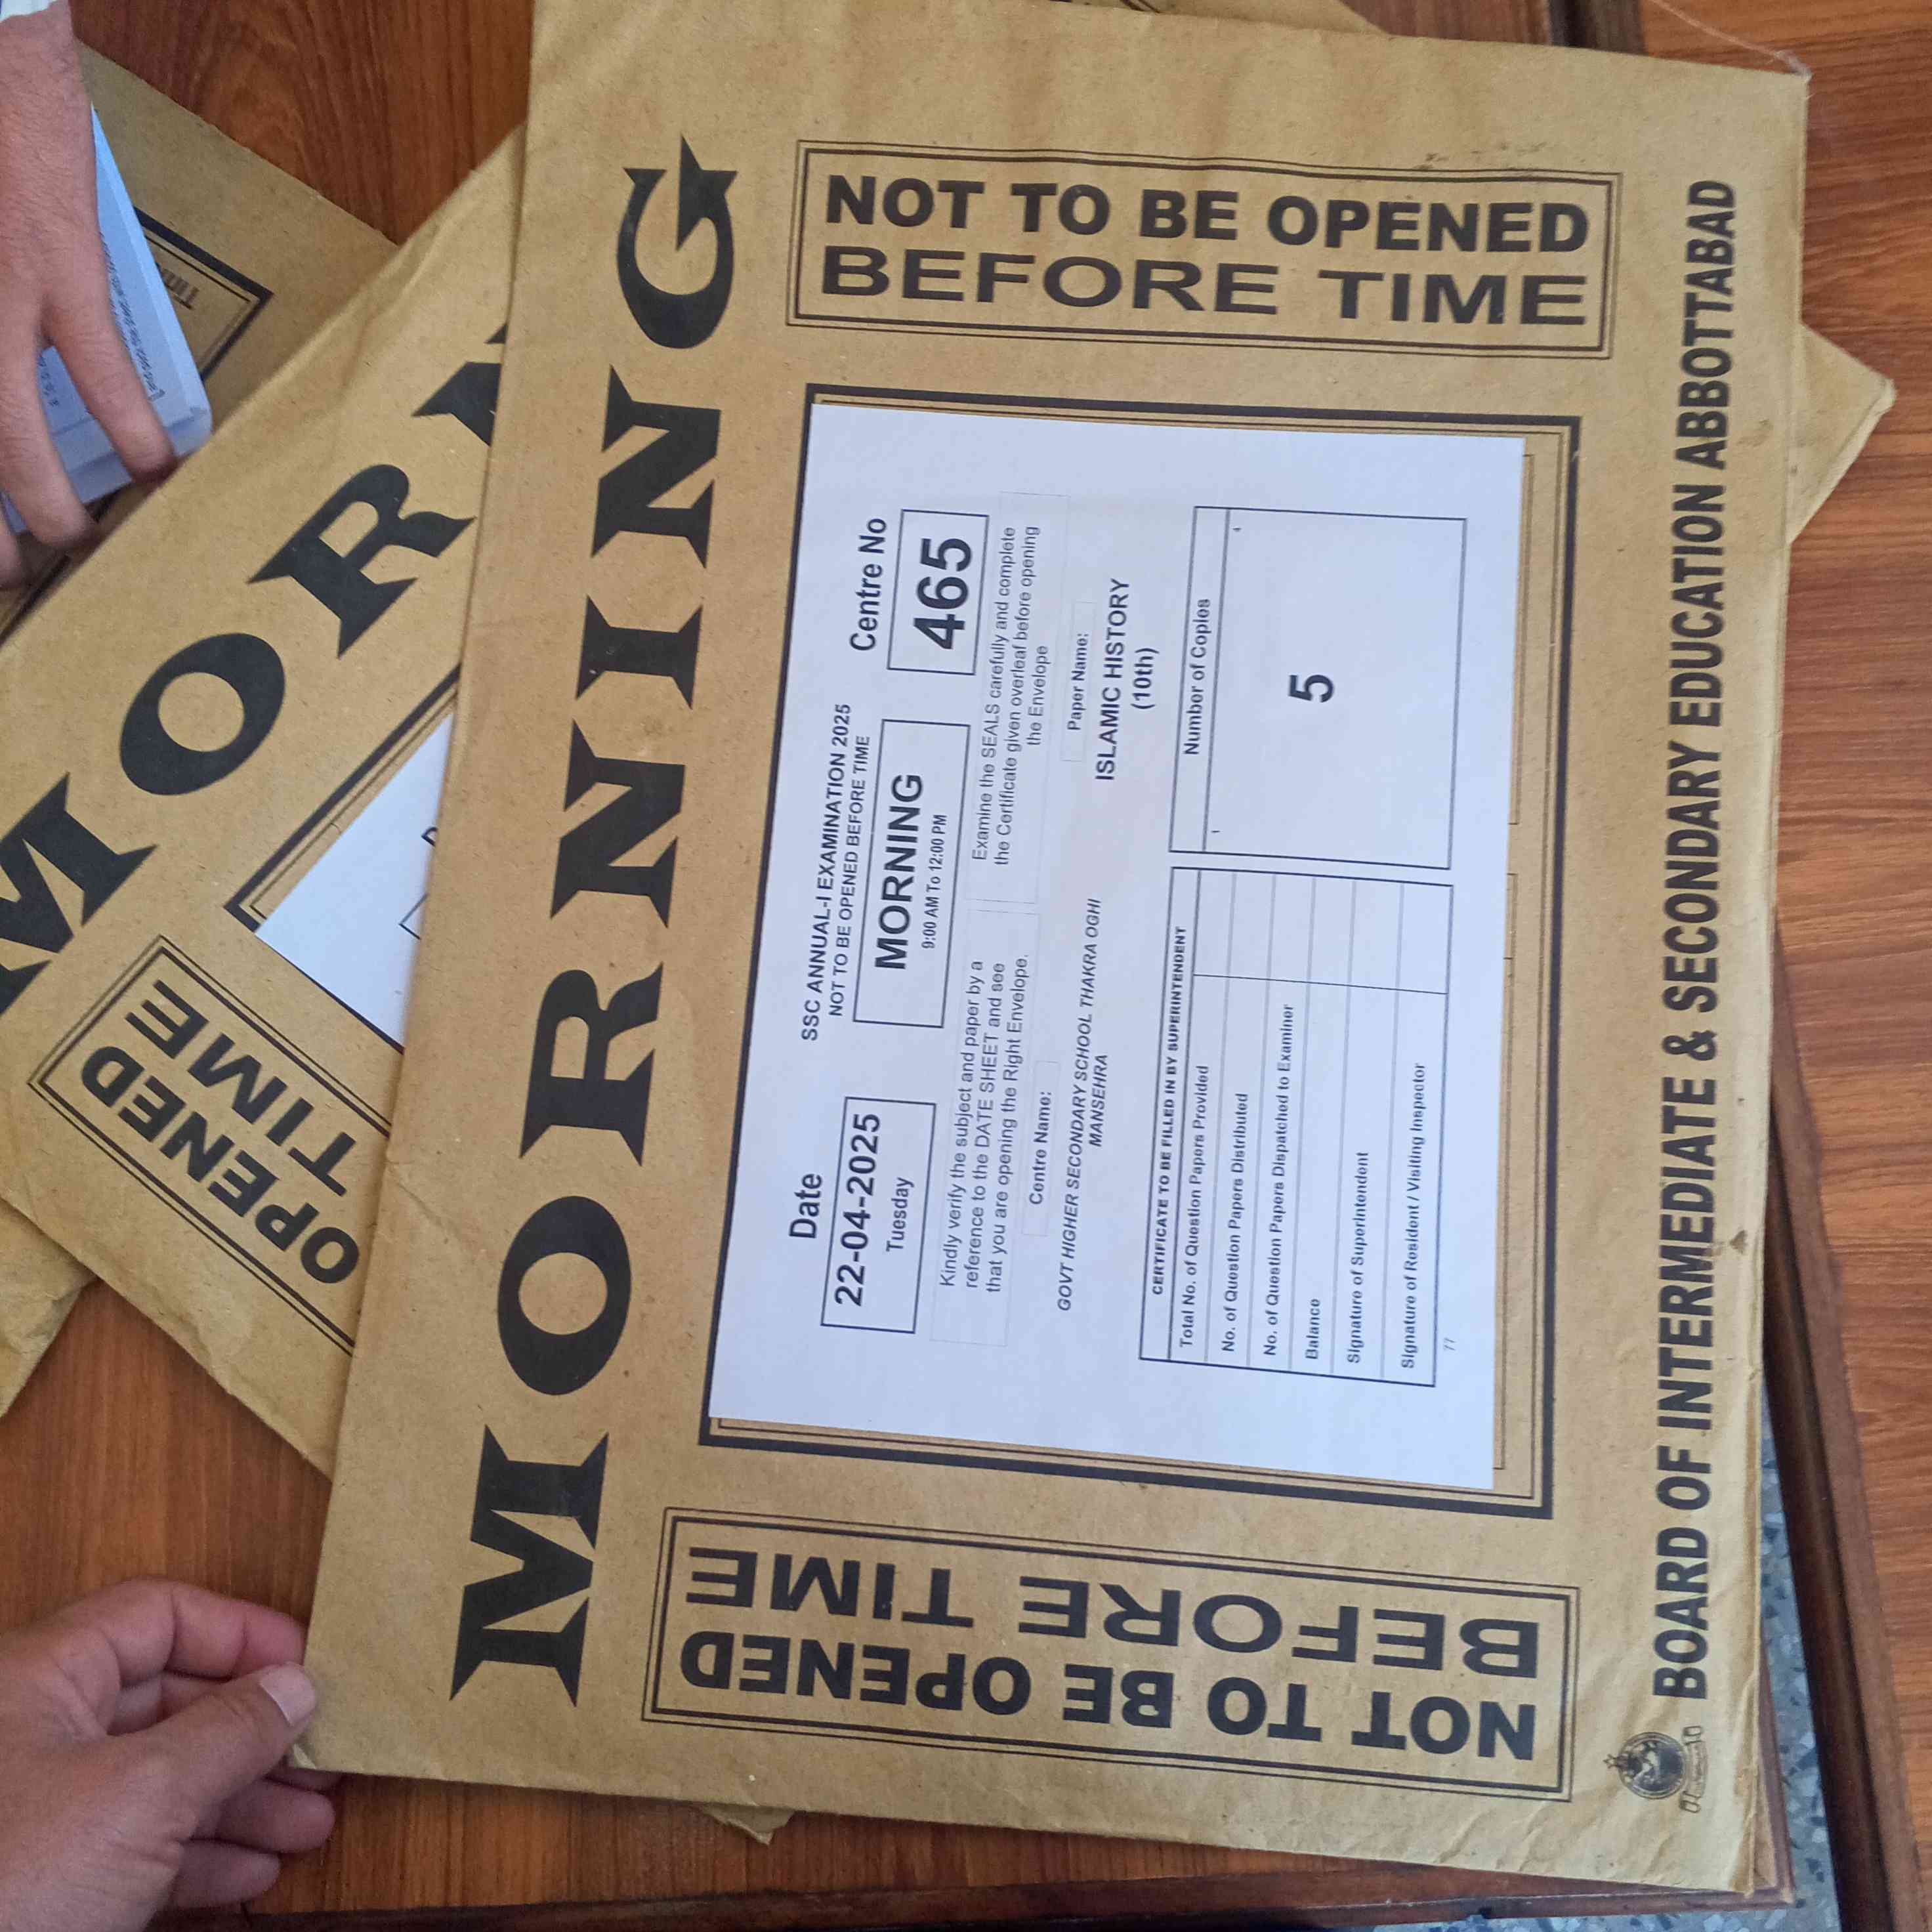 MORNING
NOT TO BE OPENED
BEFORE TIME
SSC ANNUAL-I EXAMINATION 2025
NOT TO BE OPENED BEFORE TIME
Date
22-04-2025
Tuesday
MORNING
9:00 AM To 12:00 PM
Centre No
465
Kindly verify the subject and paper by a
reference to the DATE SHEET and see
that you are opening the Right Envelope.
Examine the SEALS carefully and complete
the Certificate given overleaf before opening
the Envelope
Centre Name:
GOVT HIGHER SECONDARY SCHOOL THAKRA OGHI
MANSEHRA
Paper Name:
ISLAMIC HISTORY
(10th)
CERTIFICATE TO BE FILLED IN BY SUPERINTENDENT
Total No. of Question Papers Provided
No. of Question Papers Distributed
No. of Question Papers Dispatched to Examiner
Balance
Signature of Superintendent
Signature of Resident / Visiting Inspector
77
Number of Copies
5
NOT TO BE OPENED
BEFORE TIME
BOARD OF INTERMEDIATE & SECONDARY EDUCATION ABBOTTABAD
MORN
OPENED
TIME